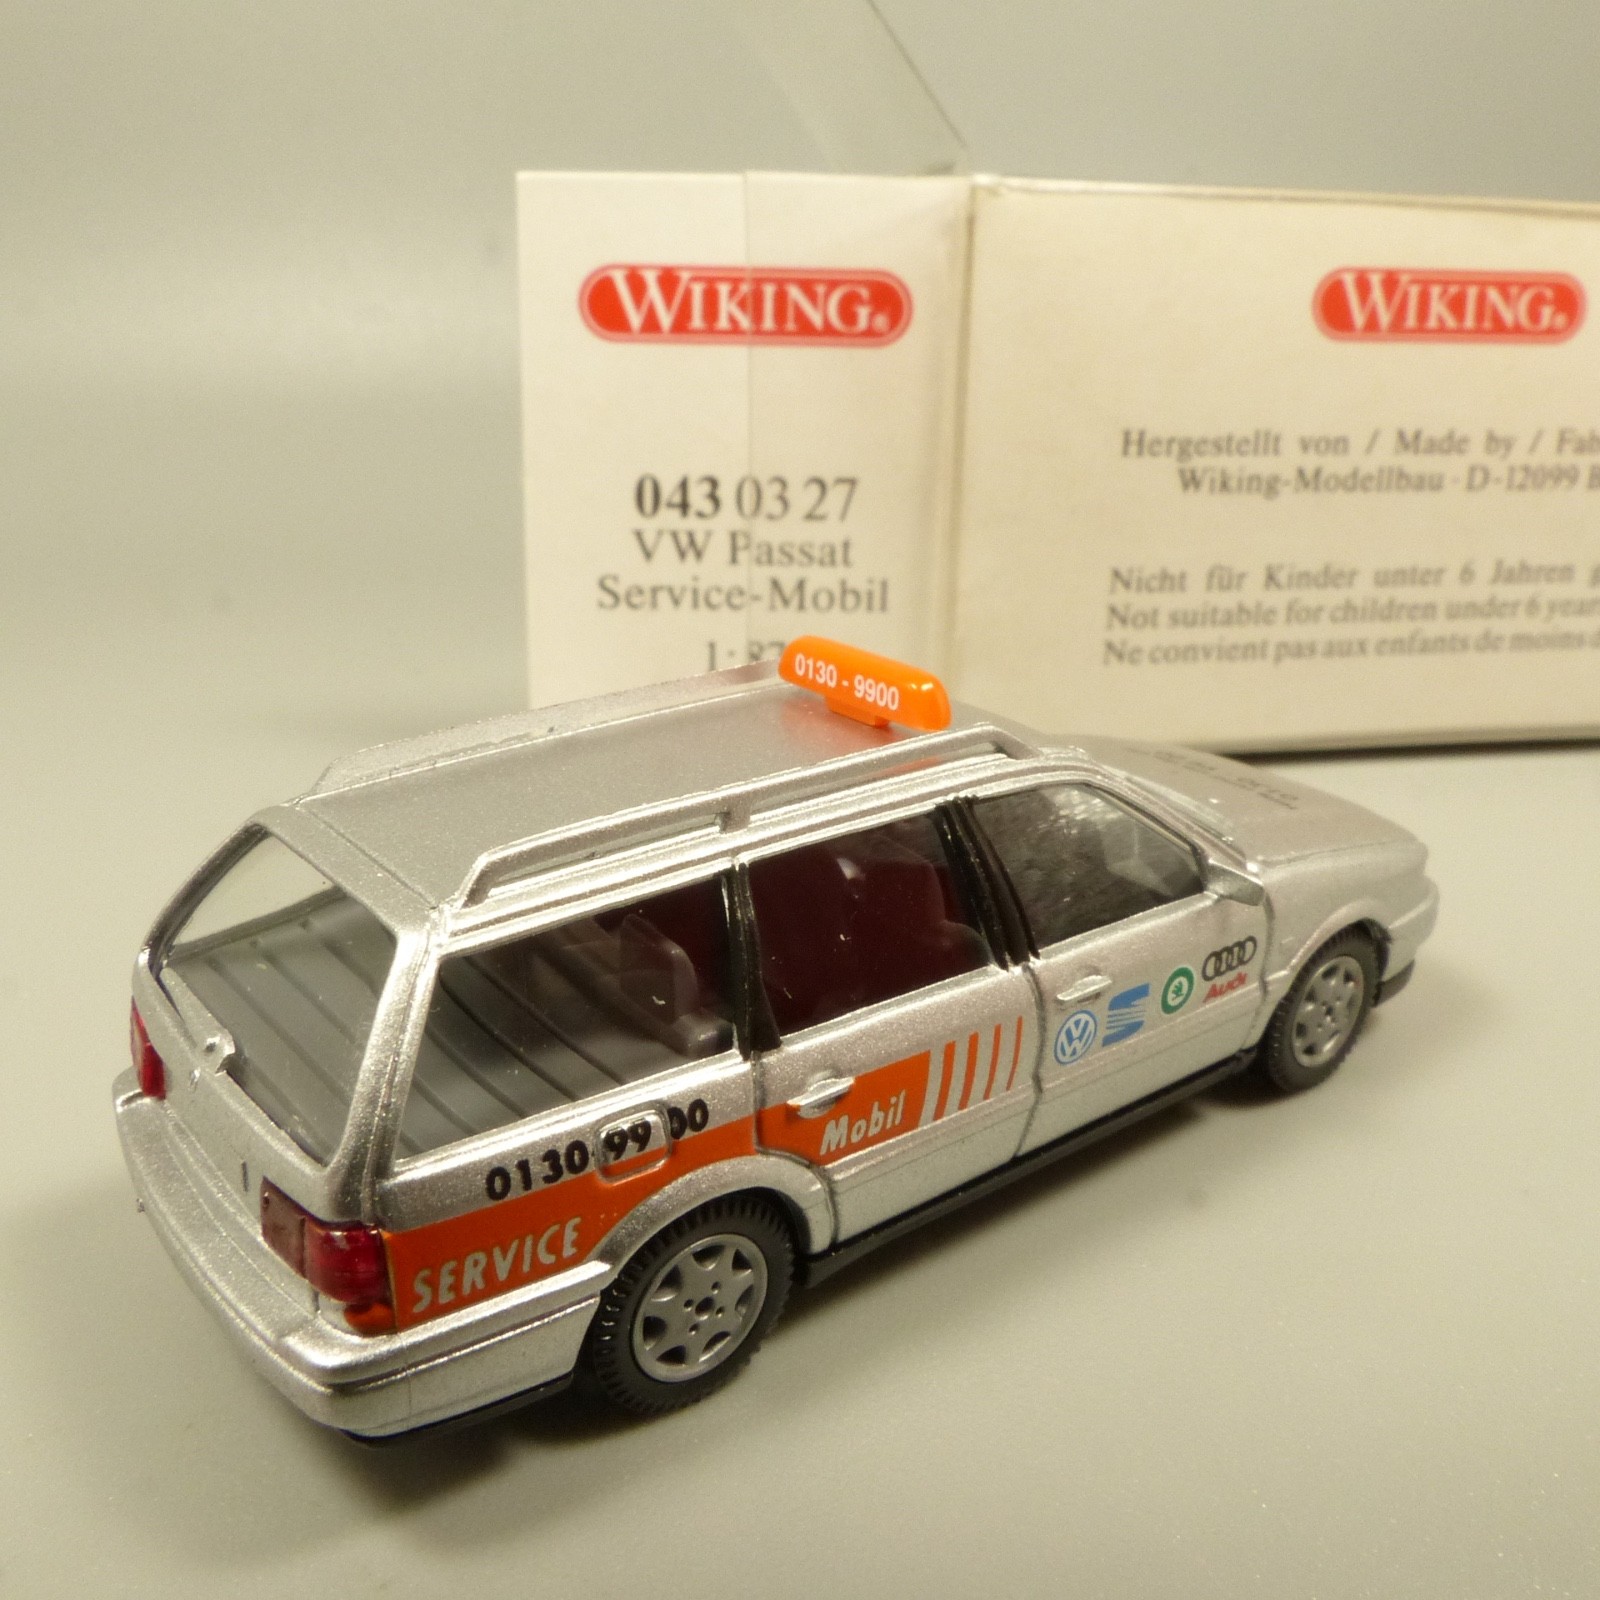 WIKING®
043 03 27
VW Passat
Service-Mobil
1:87
WIKING®
Hergestellt von / Made by / Fab
Wiking-Modellbau · D-12099 B
Nicht für Kinder unter 6 Jahren g
Not suitable for children under 6 year
Ne convient pas aux enfants de moins d
0130 - 9900
0130 99 00
SERVICE
Mobil
Audi